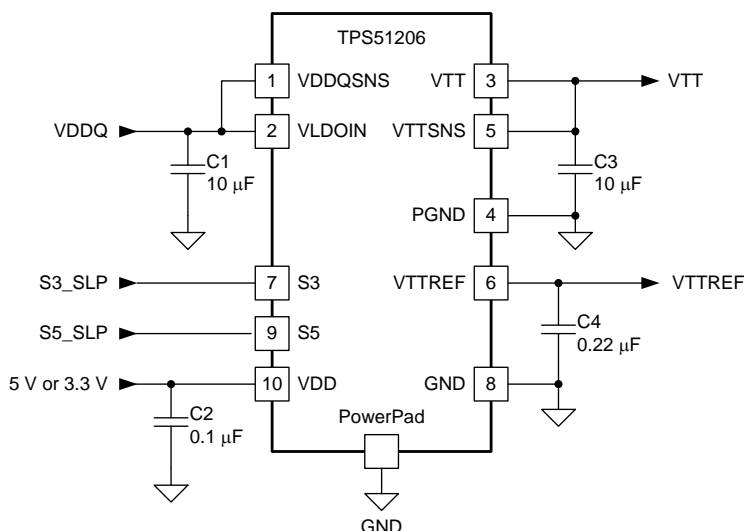 TPS51206
1 VDDQSNS
VTT 3 VTT
VDDQ 2 VLDOIN
VTTSNS 5
C1
10 μF
C3
10 μF
PGND 4
S3_SLP 7 S3
VTTREF 6 VTTREF
S5_SLP 9 S5
C4
0.22 μF
5 V or 3.3 V 10 VDD
GND 8
C2
0.1 μF
PowerPad
GND